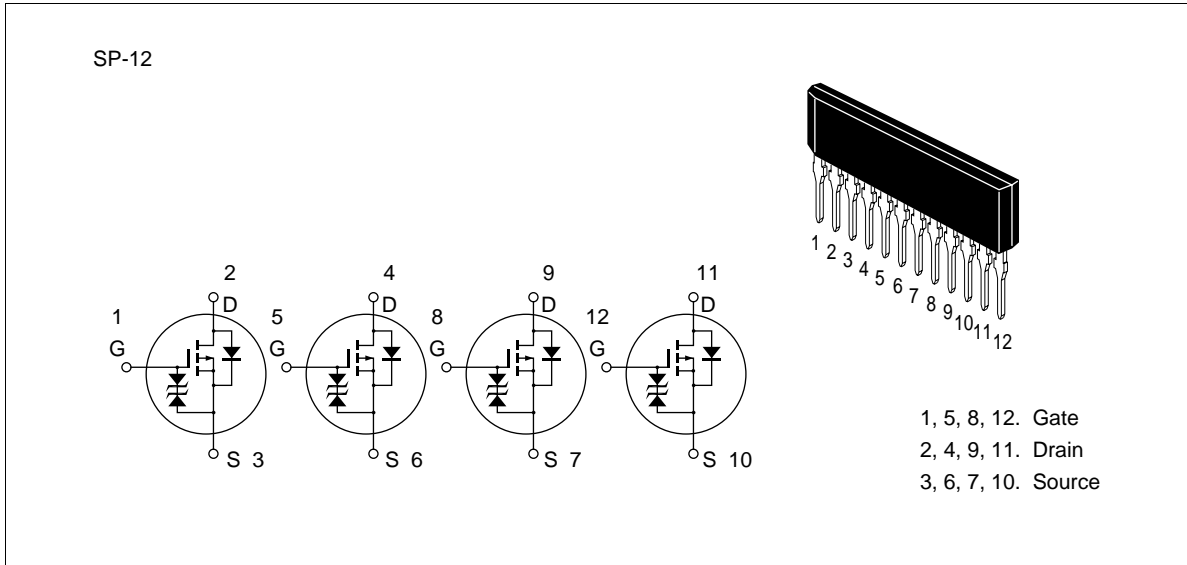 SP-12
2
4
9
11
D
D
D
D
1
5
8
12
G
G
G
G
S 3
S 6
S 7
S 10
1 2 3 4 5 6 7 8 9 10 11 12
1, 5, 8, 12. Gate
2, 4, 9, 11. Drain
3, 6, 7, 10. Source